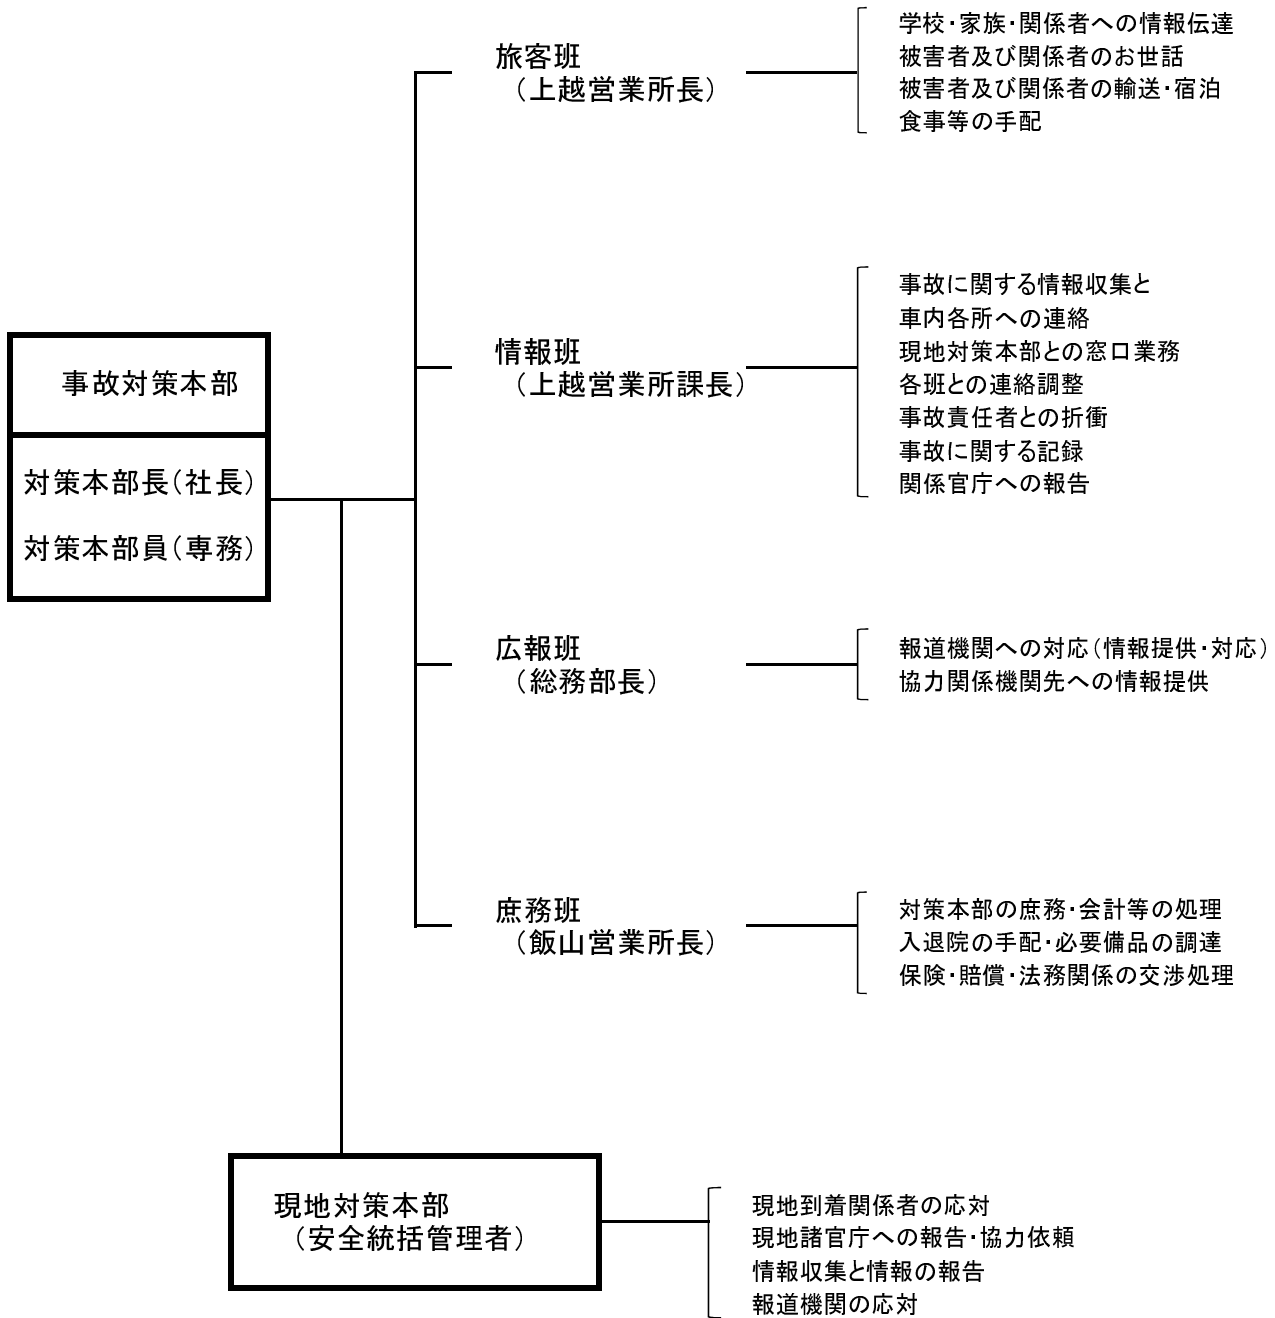 事故対策本部
対策本部長(社長)
対策本部員(専務)
旅客班
(上越営業所長)
学校・家族・関係者への情報伝達
被害者及び関係者のお世話
被害者及び関係者の輸送・宿泊
食事等の手配
情報班
(上越営業所課長)
事故に関する情報収集と
車内各所への連絡
現地対策本部との窓口業務
各班との連絡調整
事故責任者との折衝
事故に関する記録
関係官庁への報告
広報班
(総務部長)
報道機関への対応(情報提供・対応)
協力関係機関先への情報提供
庶務班
(飯山営業所長)
対策本部の庶務・会計等の処理
入退院の手配・必要備品の調達
保険・賠償・法務関係の交渉処理
現地対策本部
(安全統括管理者)
現地到着関係者の応対
現地諸官庁への報告・協力依頼
情報収集と情報の報告
報道機関の応対